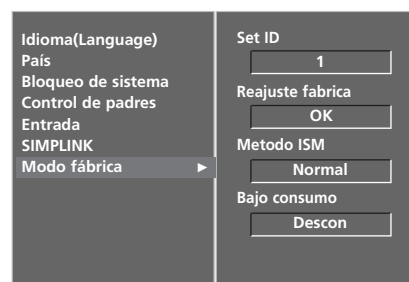 Idioma(Language)
País
Bloqueo de sistema
Control de padres
Entrada
SIMPLINK
Modo fábrica ►
Set ID
1
Reajuste fabrica
OK
Metodo ISM
Normal
Bajo consumo
Descon